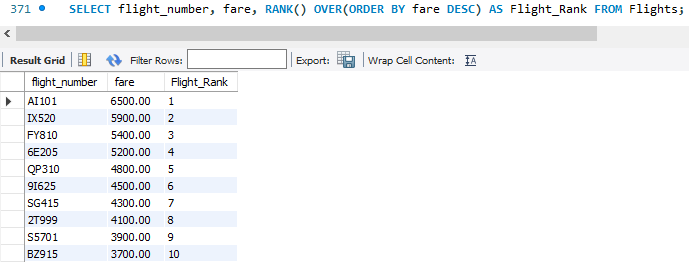 371 SELECT flight_number, fare, RANK() OVER(ORDER BY fare DESC) AS Flight_Rank FROM Flights;
Result Grid Filter Rows: Export: Wrap Cell Content:
flight_number fare Flight_Rank
AI101 6500.00 1
IX520 5900.00 2
FY810 5400.00 3
6E205 5200.00 4
QP310 4800.00 5
9I625 4500.00 6
SG415 4300.00 7
2T999 4100.00 8
S5701 3900.00 9
BZ915 3700.00 10